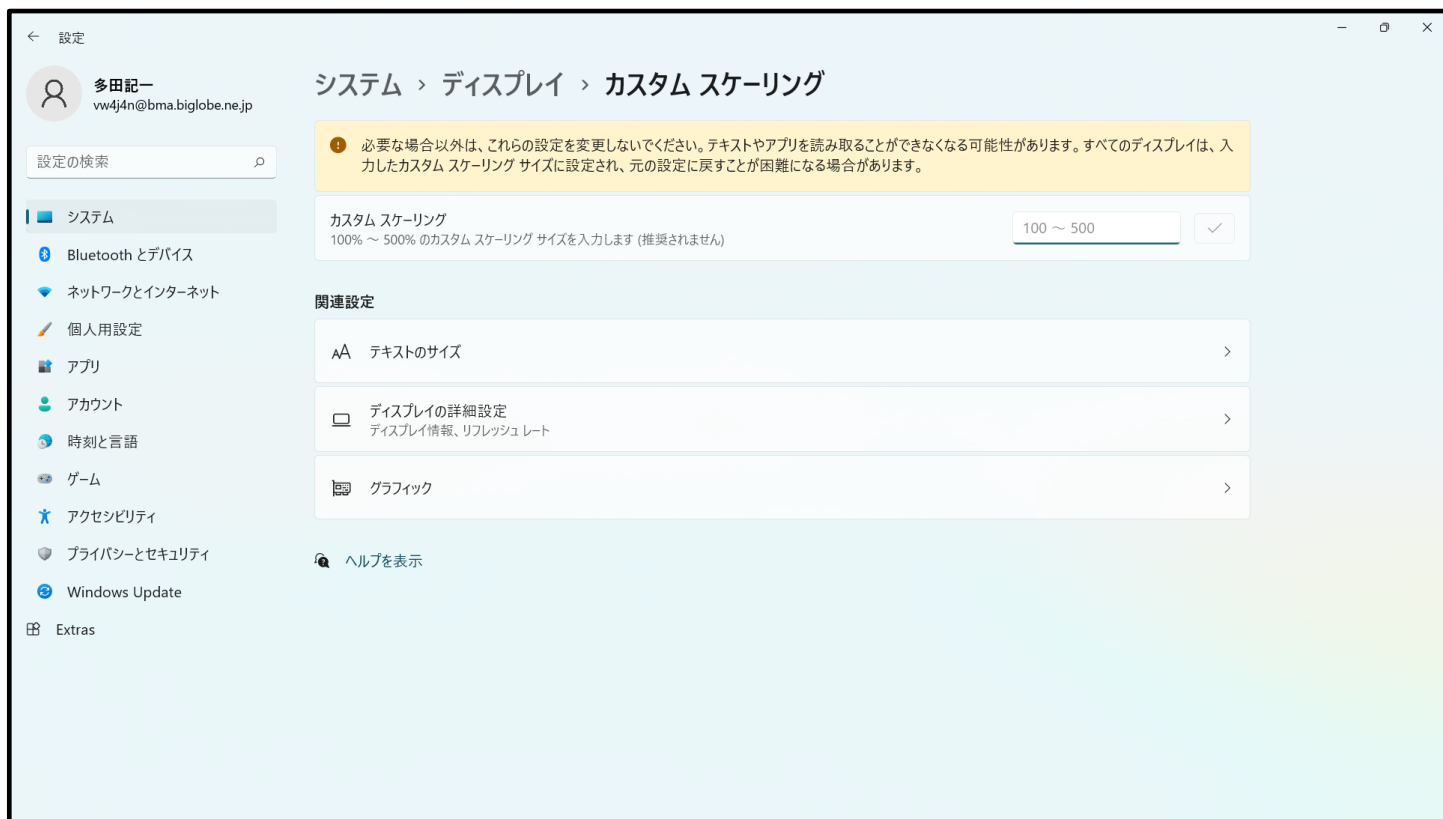 設定
多田記一
vw4j4n@bma.biglobe.ne.jp
設定の検索
システム
Bluetooth とデバイス
ネットワークとインターネット
個人用設定
アプリ
アカウント
時刻と言語
ゲーム
アクセシビリティ
プライバシーとセキュリティ
Windows Update
Extras
システム › ディスプレイ › カスタム スケーリング
必要な場合以外は、これらの設定を変更しないでください。テキストやアプリを読み取ることができなくなる可能性があります。すべてのディスプレイは、入
力したカスタム スケーリング サイズに設定され、元の設定に戻すことが困難になる場合があります。
カスタム スケーリング
100% ～ 500% のカスタム スケーリング サイズを入力します (推奨されません)
100 ～ 500
関連設定
テキストのサイズ
ディスプレイの詳細設定
ディスプレイ情報、リフレッシュ レート
グラフィック
ヘルプを表示